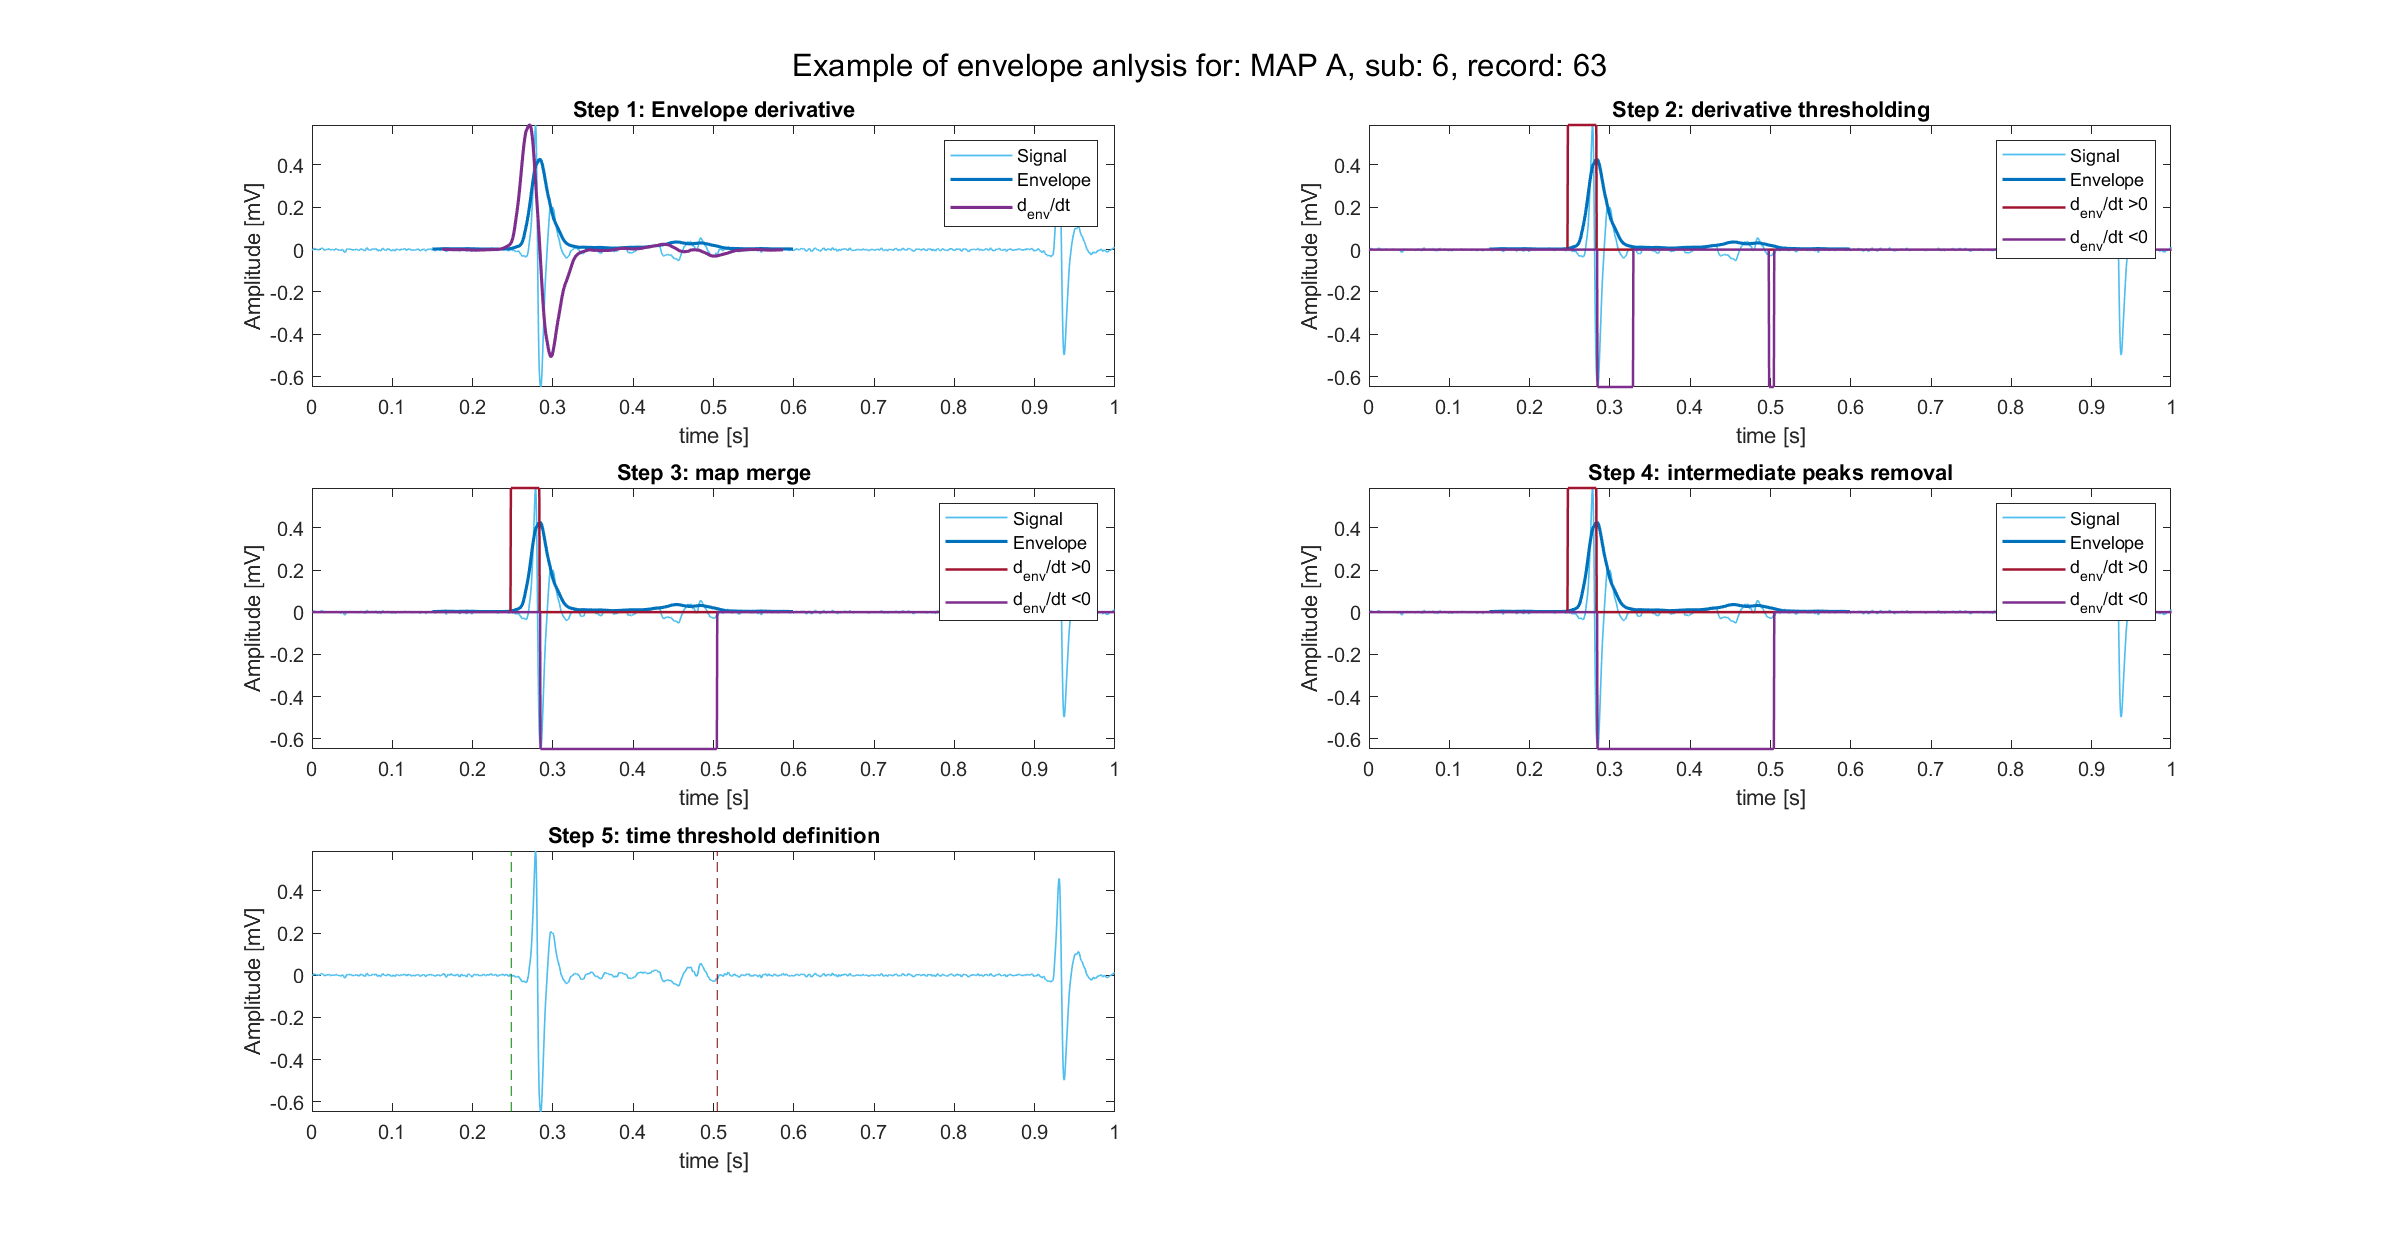 Example of envelope anlysis for: MAP A, sub: 6, record: 63
Step 1: Envelope derivative
Amplitude [mV]
0.4
0.2
0
-0.2
-0.4
-0.6
0 0.1 0.2 0.3 0.4 0.5 0.6 0.7 0.8 0.9 1
time [s]
Signal
Envelope
d_env/dt
Step 2: derivative thresholding
Amplitude [mV]
0.4
0.2
0
-0.2
-0.4
-0.6
0 0.1 0.2 0.3 0.4 0.5 0.6 0.7 0.8 0.9 1
time [s]
Signal
Envelope
d_env/dt >0
d_env/dt <0
Step 3: map merge
Amplitude [mV]
0.4
0.2
0
-0.2
-0.4
-0.6
0 0.1 0.2 0.3 0.4 0.5 0.6 0.7 0.8 0.9 1
time [s]
Signal
Envelope
d_env/dt >0
d_env/dt <0
Step 4: intermediate peaks removal
Amplitude [mV]
0.4
0.2
0
-0.2
-0.4
-0.6
0 0.1 0.2 0.3 0.4 0.5 0.6 0.7 0.8 0.9 1
time [s]
Signal
Envelope
d_env/dt >0
d_env/dt <0
Step 5: time threshold definition
Amplitude [mV]
0.4
0.2
0
-0.2
-0.4
-0.6
0 0.1 0.2 0.3 0.4 0.5 0.6 0.7 0.8 0.9 1
time [s]